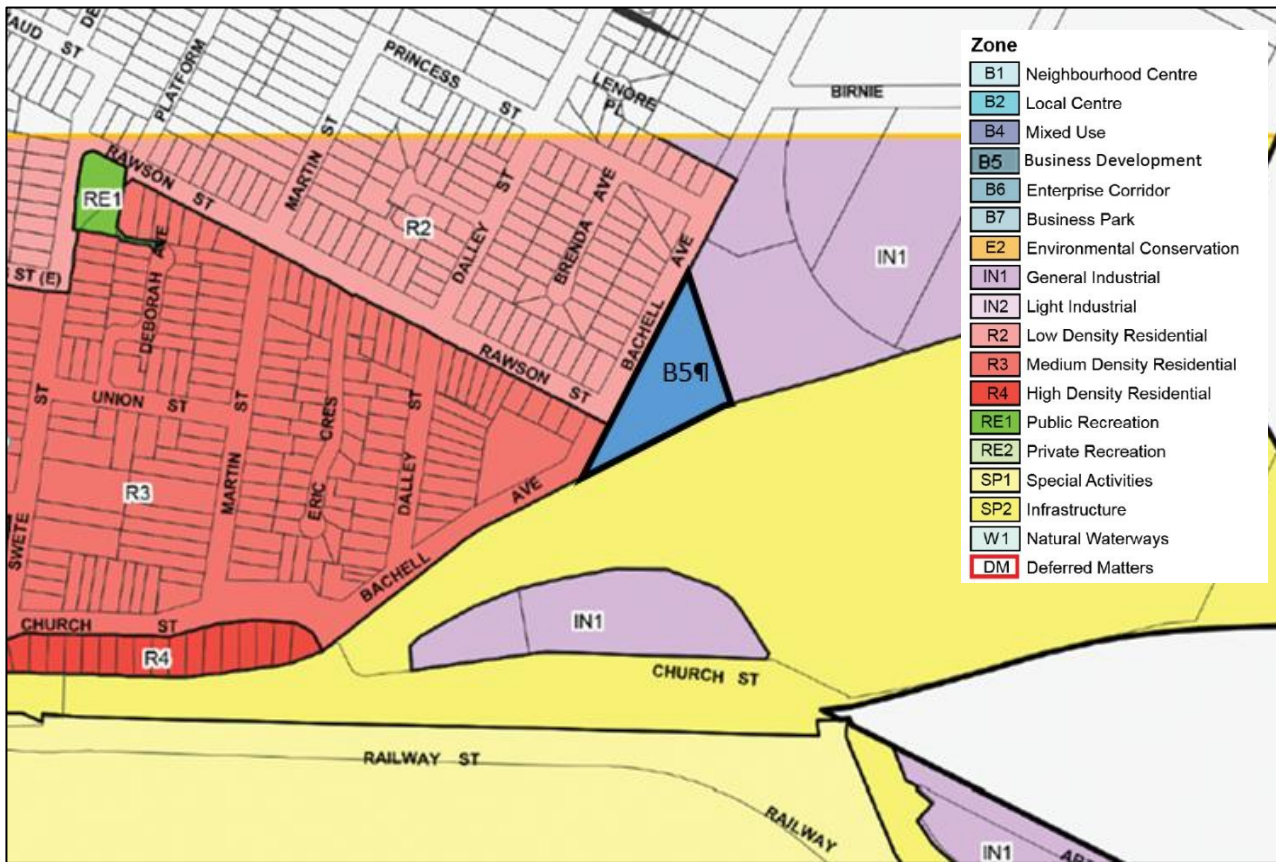 AUD ST
DE
PLATFORM
PRINCESS ST
LENORE PL
BIRNIE
RAWSON ST
MARTIN ST
RE1
R2
DALLEY ST
BRENDA AVE
BACHELL AVE
IN1
ST (E)
DEBORAH AVE
RAWSON ST
B5¶
UNION ST
SWETE ST
MARTIN ST
ERIC CRES
DALLEY ST
R3
BACHELL AVE
CHURCH ST
R4
IN1
CHURCH ST
RAILWAY ST
RAILWAY
IN1
Zone
B1 Neighbourhood Centre
B2 Local Centre
B4 Mixed Use
B5 Business Development
B6 Enterprise Corridor
B7 Business Park
E2 Environmental Conservation
IN1 General Industrial
IN2 Light Industrial
R2 Low Density Residential
R3 Medium Density Residential
R4 High Density Residential
RE1 Public Recreation
RE2 Private Recreation
SP1 Special Activities
SP2 Infrastructure
W1 Natural Waterways
DM Deferred Matters